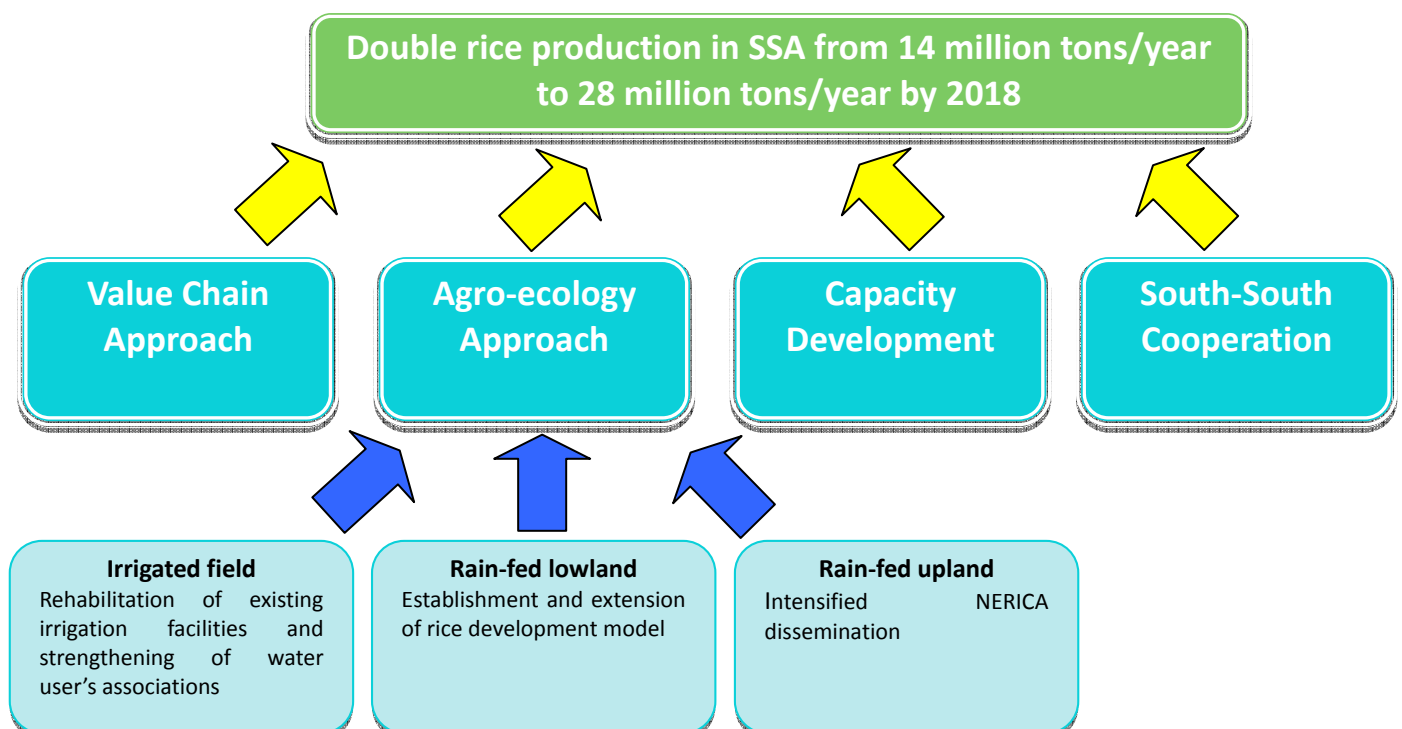 Double rice production in SSA from 14 million tons/year
to 28 million tons/year by 2018
Value Chain
Approach
Agro-ecology
Approach
Capacity
Development
South-South
Cooperation
Irrigated field
Rehabilitation of existing
irrigation facilities and
strengthening of water
user’s associations
Rain-fed lowland
Establishment and extension
of rice development model
Rain-fed upland
Intensified NERICA
dissemination